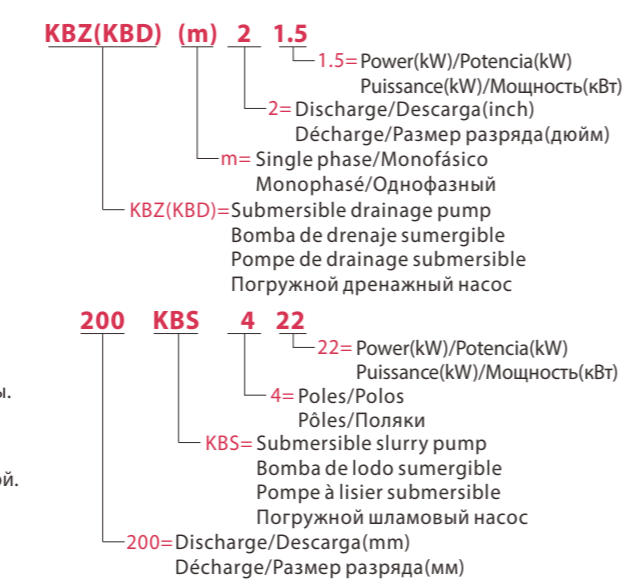 KBZ(KBD) (m) 2 1.5
1.5= Power(kW)/Potencia(kW)
Puissance(kW)/Мощность(кВт)
2= Discharge/Descarga(inch)
Décharge/Размер разряда(дюйм)
m= Single phase/Monofásico
Monophasé/Однофазный
KBZ(KBD)=Submersible drainage pump
Bomba de drenaje sumergible
Pompe de drainage submersible
Погружной дренажный насос
200 KBS 4 22
22= Power(kW)/Potencia(kW)
Puissance(kW)/Мощность(кВт)
ы.
4= Poles/Polos
Pôles/Поляки
KBS= Submersible slurry pump
Bomba de lodo sumergible
ой.
Pompe à lisier submersible
Погружной шламовый насос
200=Discharge/Descarga(mm)
Décharge/Размер разряда(мм)